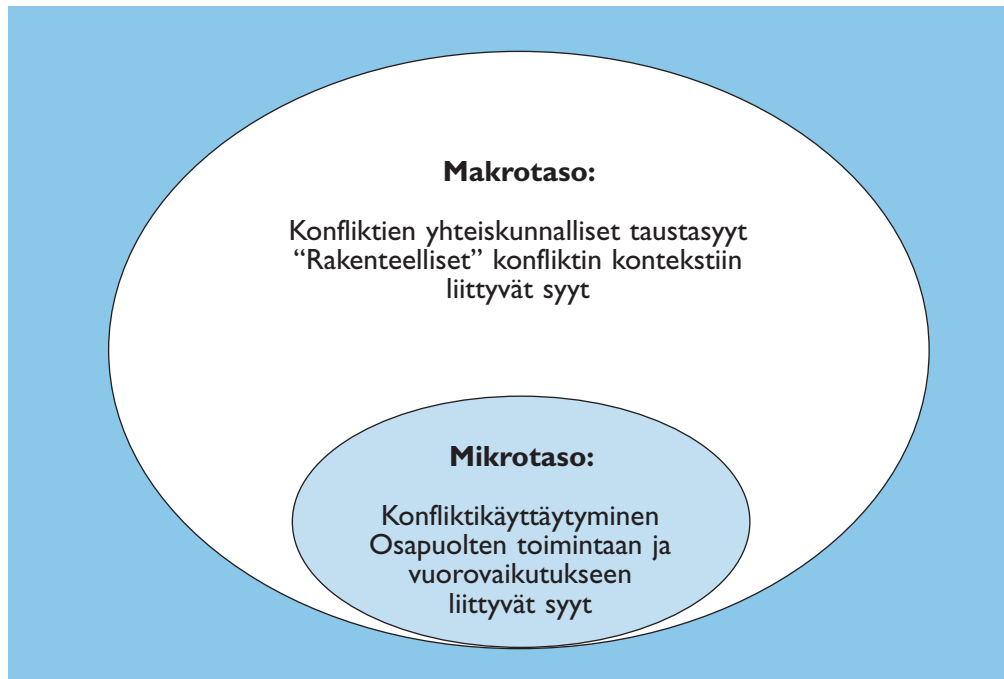 Makrotaso:
Konfliktien yhteiskunnalliset taustasyyt
“Rakenteelliset” konfliktin kontekstiin
liittyvät syyt
Mikrotaso:
Konfliktikäyttäytyminen
Osapuolten toimintaan ja
vuorovaikutukseen
liittyvät syyt